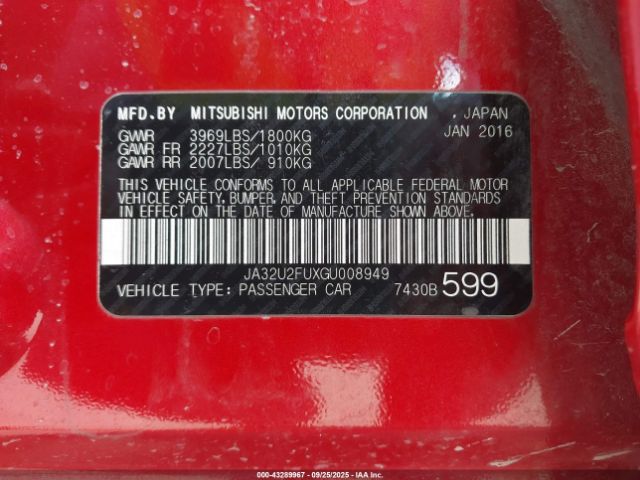 MFD.BY MITSUBISHI MOTORS CORPORATION , JAPAN
JAN 2016
GVWR 3969LBS/1800KG
GAWR FR 2227LBS/1010KG
GAWR RR 2007LBS/ 910KG
THIS VEHICLE CONFORMS TO ALL APPLICABLE FEDERAL MOTOR
VEHICLE SAFETY, BUMPER, AND THEFT PREVENTION STANDARDS
IN EFFECT ON THE DATE OF MANUFACTURE SHOWN ABOVE.
JA32U2FUXGU008949
VEHICLE TYPE: PASSENGER CAR 7430B 599
000-43289967 - 09/25/2025 - IAA Inc.